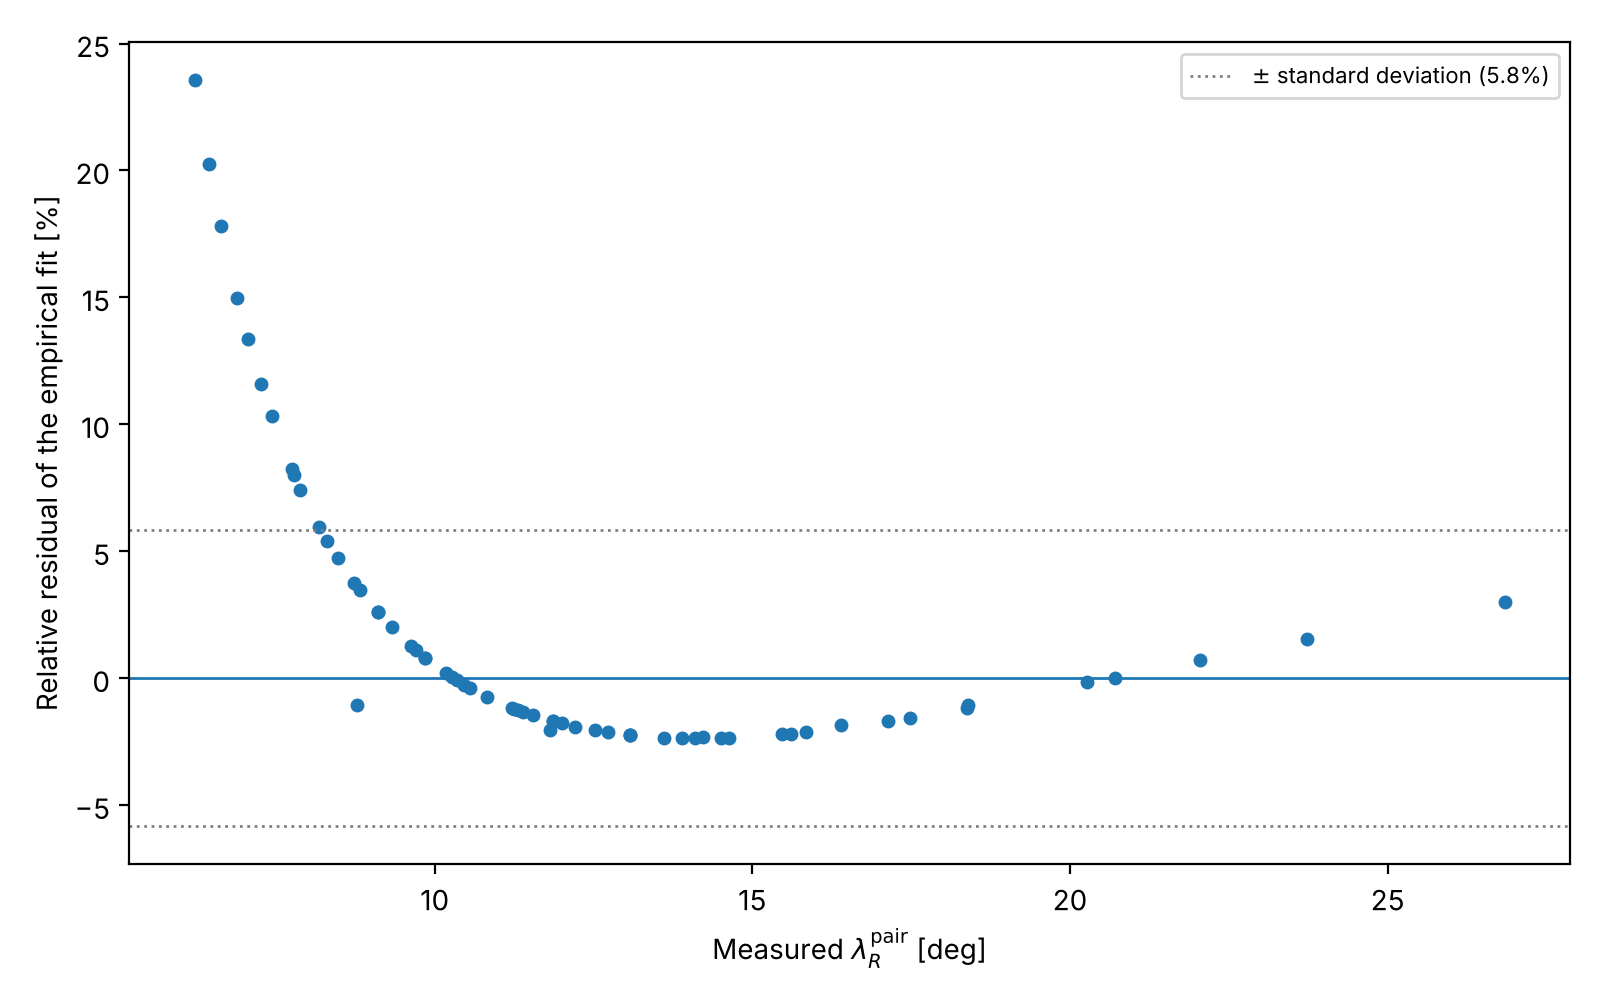 ± standard deviation (5.8%)
Relative residual of the empirical fit [%]
25
20
15
10
5
0
−5
10 15 20 25
Measured λ_R^pair [deg]